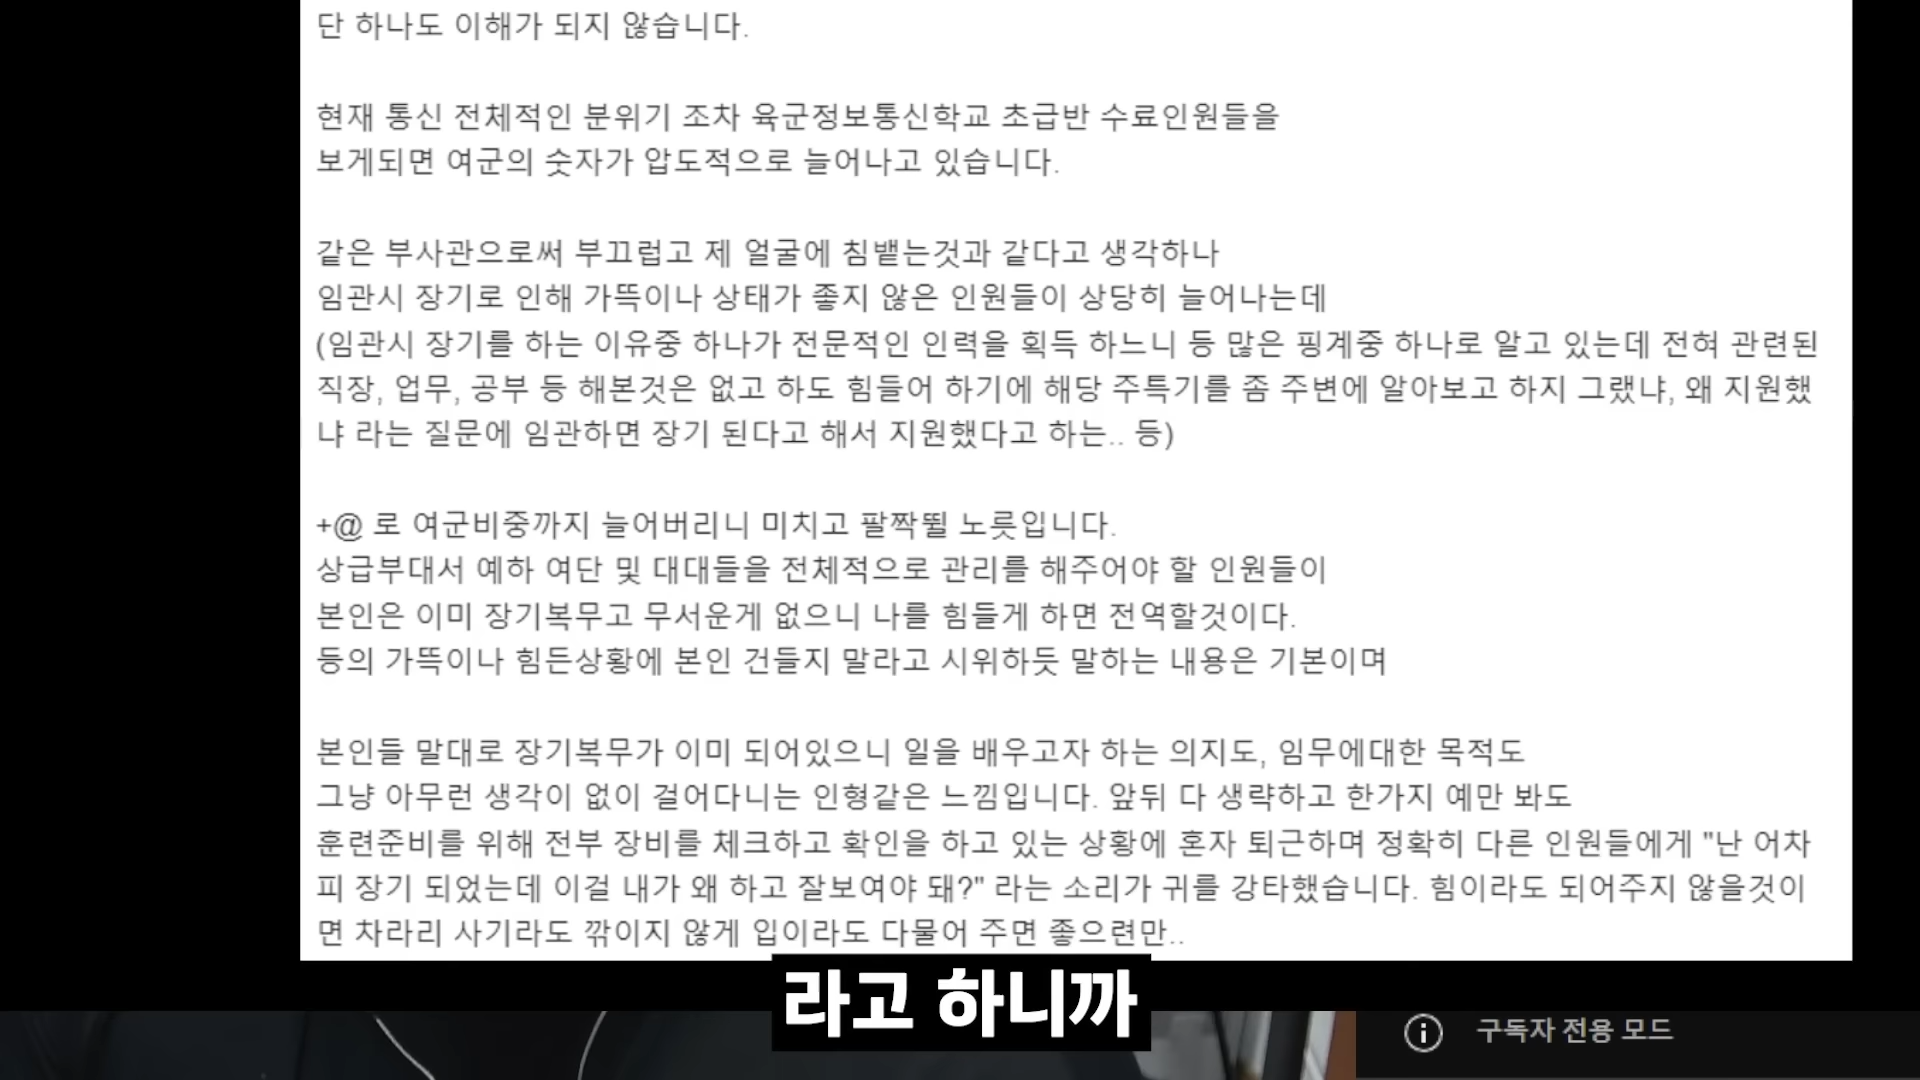 단 하나도 이해가 되지 않습니다.
현재 통신 전체적인 분위기 조차 육군정보통신학교 초급반 수료인원들을
보게되면 여군의 숫자가 압도적으로 늘어나고 있습니다.
같은 부사관으로써 부끄럽고 제 얼굴에 침뱉는것과 같다고 생각하나
임관시 장기로 인해 가뜩이나 상태가 좋지 않은 인원들이 상당히 늘어나는데
(임관시 장기를 하는 이유중 하나가 전문적인 인력을 획득 하느니 등 많은 핑계중 하나로 알고 있는데 전혀 관련된
직장, 업무, 공부 등 해본것은 없고 하도 힘들어 하기에 해당 주특기를 좀 주변에 알아보고 하지 그랬냐, 왜 지원했
냐 라는 질문에 임관하면 장기 된다고 해서 지원했다고 하는.. 등)
+@ 로 여군비중까지 늘어버리니 미치고 팔짝뛸 노릇입니다.
상급부대서 예하 여단 및 대대들을 전체적으로 관리를 해주어야 할 인원들이
본인은 이미 장기복무고 무서운게 없으니 나를 힘들게 하면 전역할것이다.
등의 가뜩이나 힘든상황에 본인 건들지 말라고 시위하듯 말하는 내용은 기본이며
본인들 말대로 장기복무가 이미 되어있으니 일을 배우고자 하는 의지도, 임무에대한 목적도
그냥 아무런 생각이 없이 걸어다니는 인형같은 느낌입니다. 앞뒤 다 생략하고 한가지 예만 봐도
훈련준비를 위해 전부 장비를 체크하고 확인을 하고 있는 상황에 혼자 퇴근하며 정확히 다른 인원들에게 "난 어차
피 장기 되었는데 이걸 내가 왜 하고 잘보여야 돼?" 라는 소리가 귀를 강타했습니다. 힘이라도 되어주지 않을것이
면 차라리 사기라도 깎이지 않게 입이라도 다물어 주면 좋으련만..
라고 하니까
구독자 전용 모드